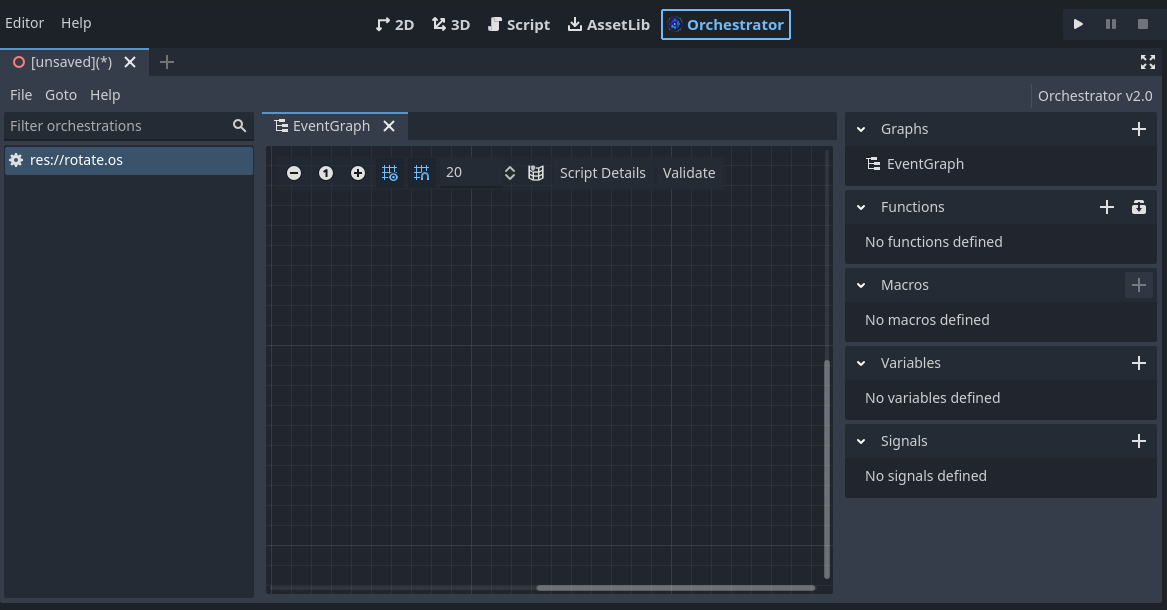 Editor Help 2D 3D Script AssetLib Orchestrator
[unsaved](*)
File Goto Help Orchestrator v2.0
Filter orchestrations
res://rotate.os
EventGraph
1 20 Script Details Validate
Graphs
EventGraph
Functions
No functions defined
Macros
No macros defined
Variables
No variables defined
Signals
No signals defined